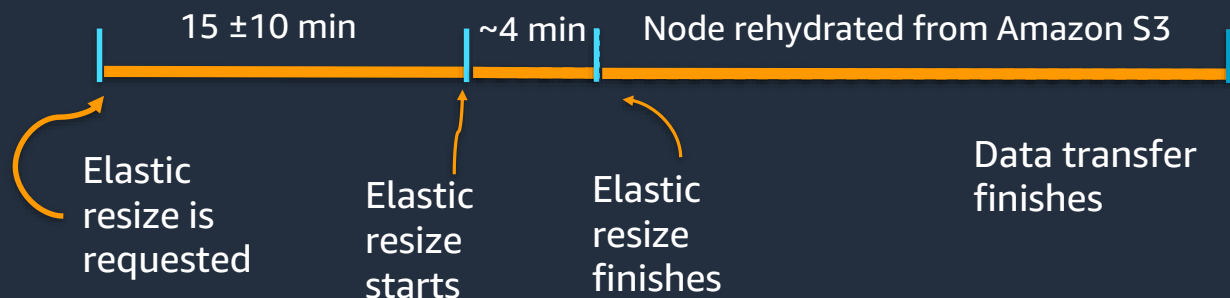 15 ±10 min
~4 min
Node rehydrated from Amazon S3
Elastic
resize is
requested
Elastic
resize
starts
Elastic
resize
finishes
Data transfer
finishes